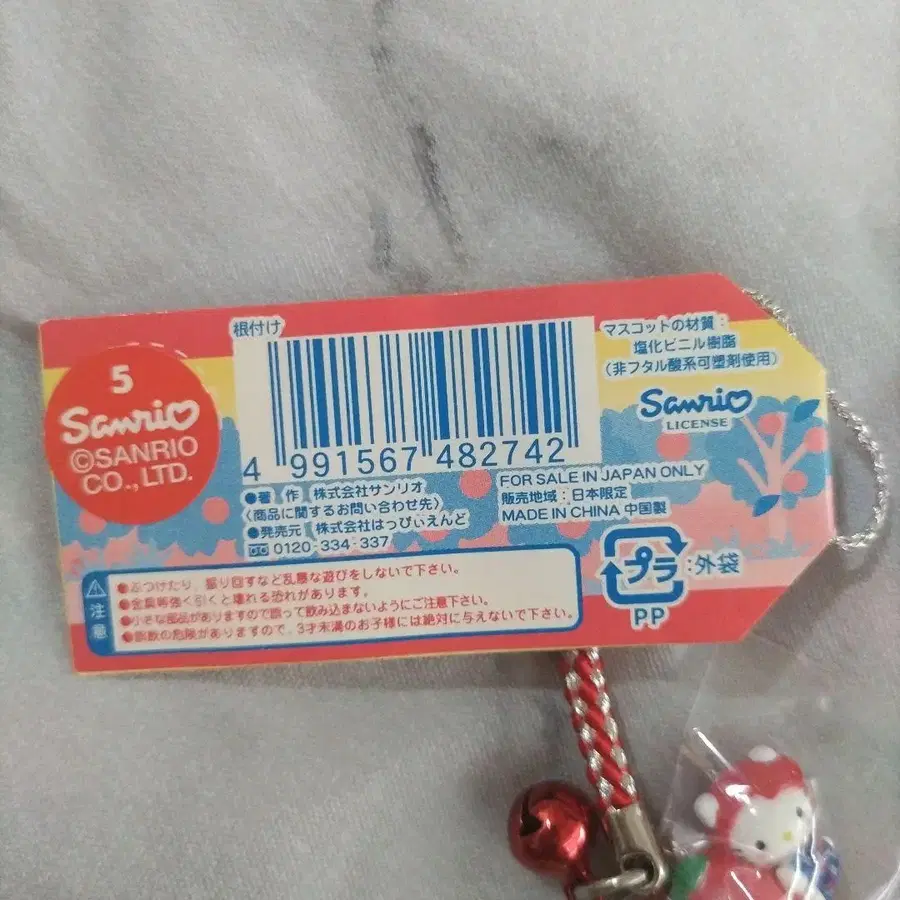 5
Sanrio
©SANRIO
CO.,LTD.
根付け
4 991567 482742
●著 作 株式会社サンリオ
〈商品に関するお問い合わせ先〉
●発売元 株式会社はっぴぃえんど
0120-334-337
マスコットの材質:
塩化ビニル樹脂
(非フタル酸系可塑剤使用)
Sanrio
LICENSE
FOR SALE IN JAPAN ONLY
販売地域:日本限定
MADE IN CHINA 中国製
プラ:外袋
PP
注意
●ぶつけたり、振り回すなど乱暴な遊びをしないで下さい。
●金具等強く引くと壊れる恐れがあります。
●小さな部品がありますので誤って飲み込まないようにご注意下さい。
●誤飲の危険がありますので、3才未満のお子様には絶対に与えないで下さい。